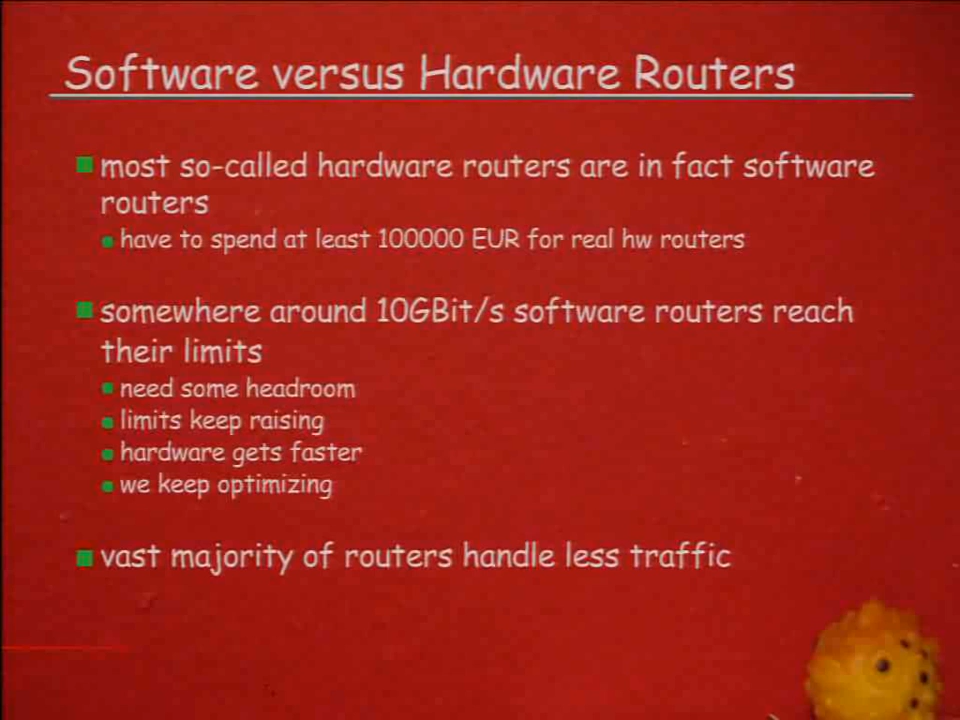 Software versus Hardware Routers
most so-called hardware routers are in fact software
routers
have to spend at least 100000 EUR for real hw routers
somewhere around 10GBit/s software routers reach
their limits
need some headroom
limits keep raising
hardware gets faster
we keep optimizing
vast majority of routers handle less traffic